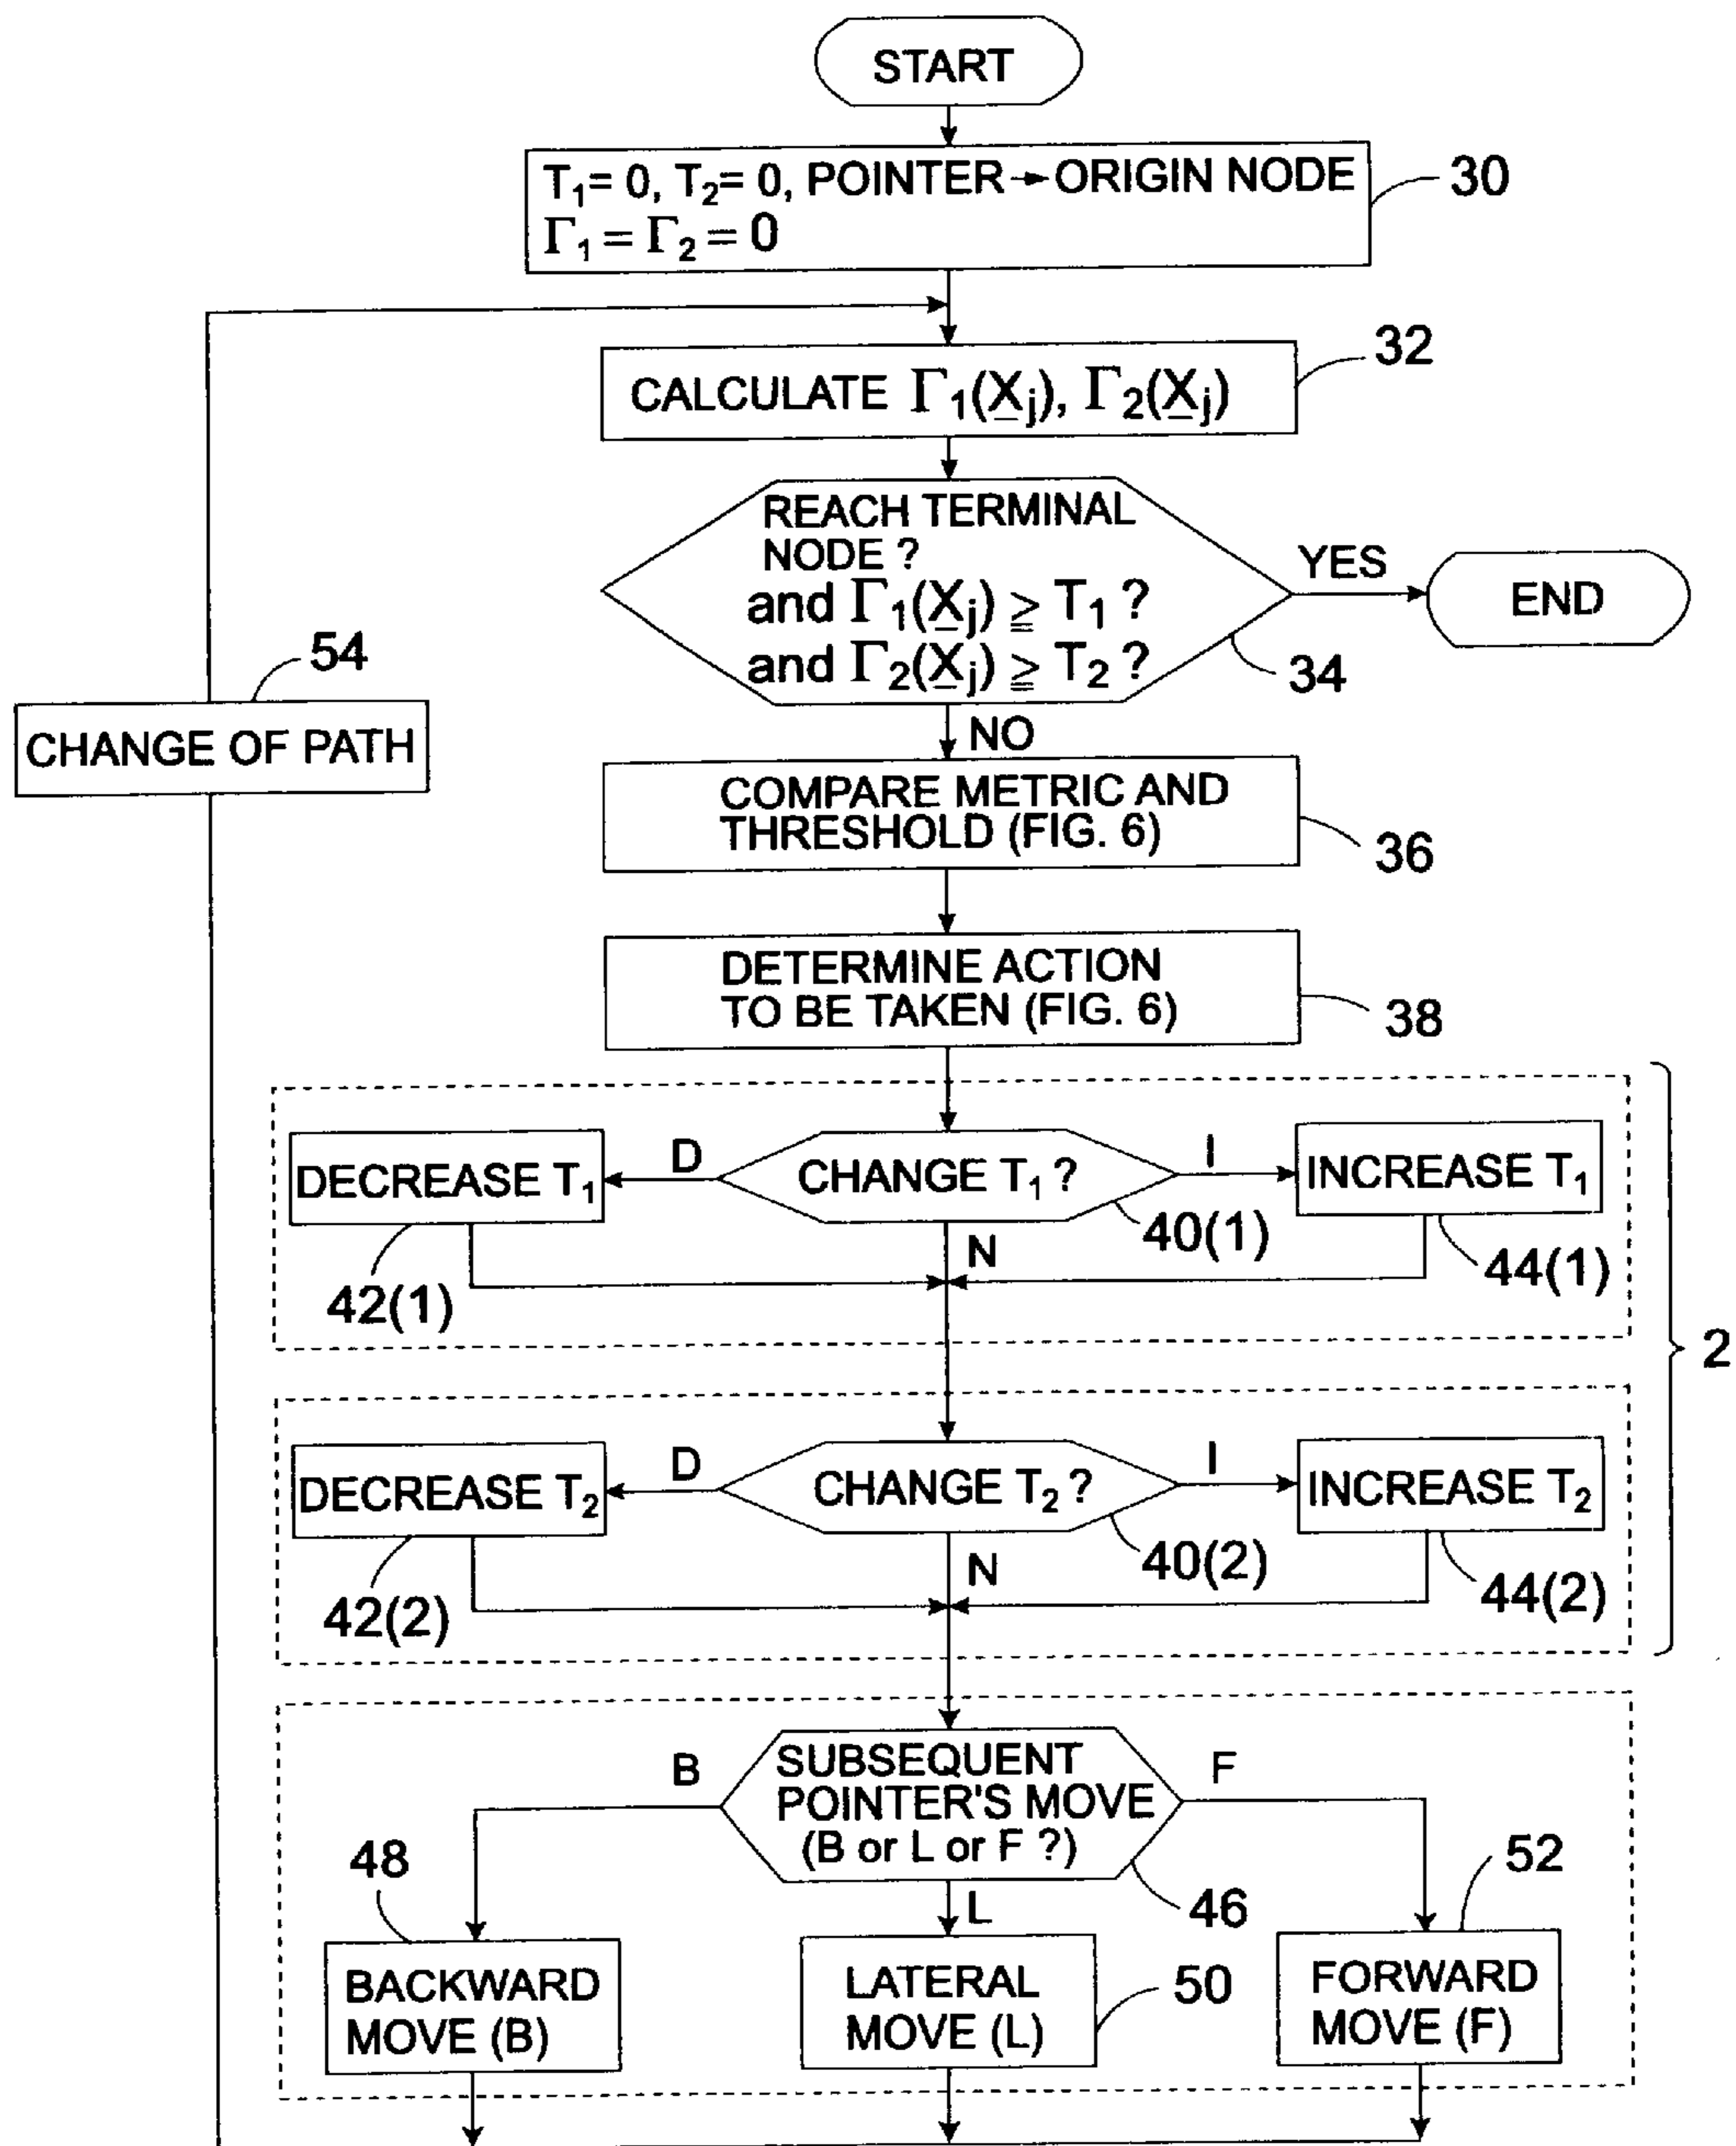 START
T₁= 0, T₂= 0, POINTER → ORIGIN NODE
Γ₁ = Γ₂ = 0
30
CALCULATE Γ₁(X̲j), Γ₂(X̲j)
32
REACH TERMINAL
NODE ?
and Γ₁(X̲j) ≧ T₁ ?
and Γ₂(X̲j) ≧ T₂ ?
34
YES
END
NO
54
CHANGE OF PATH
COMPARE METRIC AND
THRESHOLD (FIG. 6)
36
DETERMINE ACTION
TO BE TAKEN (FIG. 6)
38
DECREASE T₁
D
CHANGE T₁ ?
I
INCREASE T₁
42(1)
N
40(1)
44(1)
2
DECREASE T₂
D
CHANGE T₂ ?
I
INCREASE T₂
42(2)
N
40(2)
44(2)
B
SUBSEQUENT
POINTER'S MOVE
(B or L or F ?)
F
46
L
48
BACKWARD
MOVE (B)
LATERAL
MOVE (L)
50
52
FORWARD
MOVE (F)